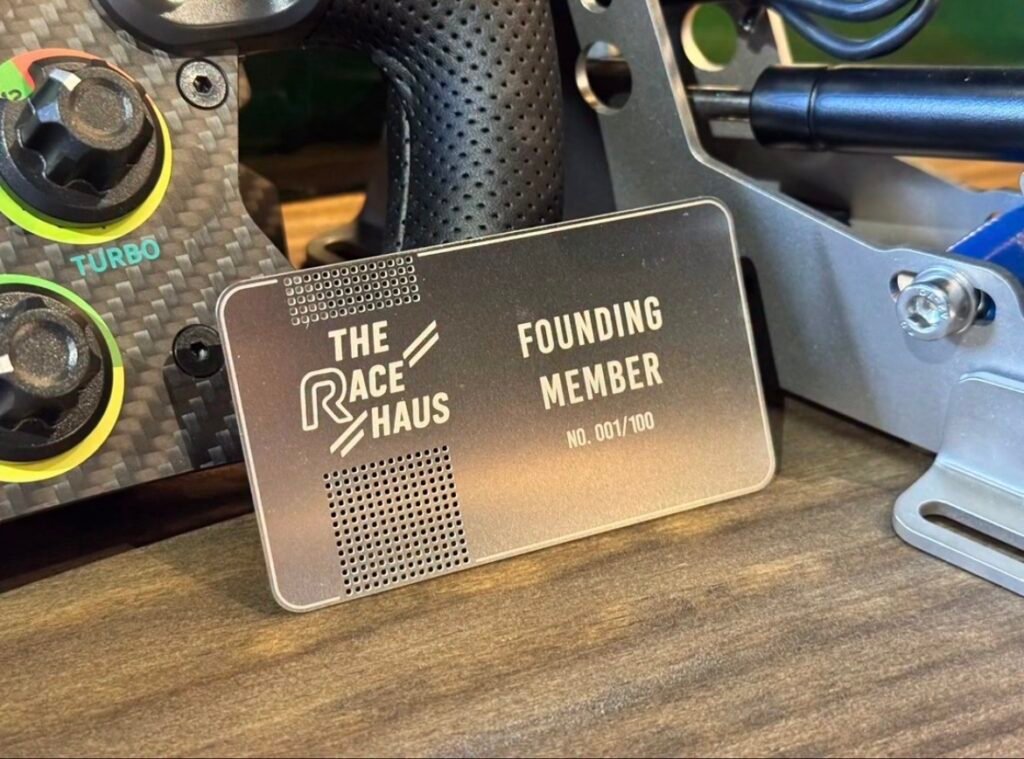 TURBO
THE
RACE
HAUS
FOUNDING
MEMBER
NO. 001/100